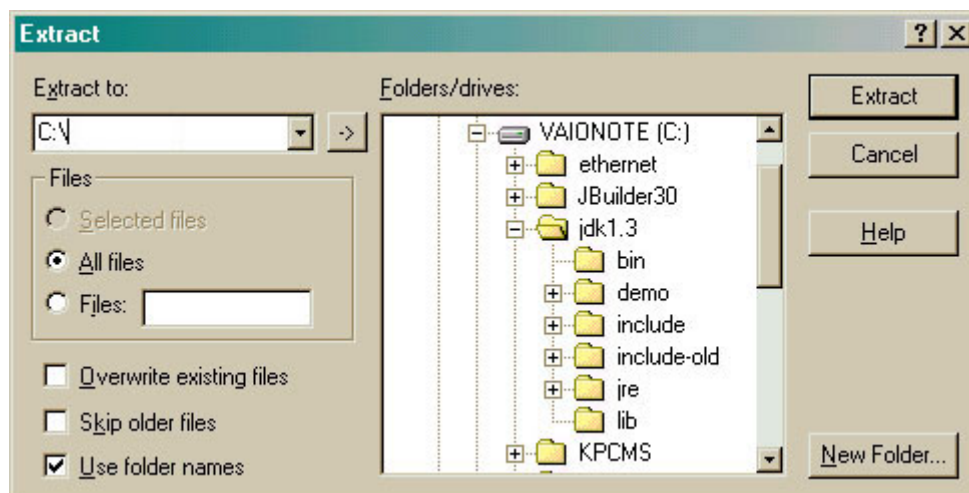 Extract
Extract to:
C:\
->
Files
Selected files
All files
Files:
Overwrite existing files
Skip older files
Use folder names
Folders/drives:
VAIONOTE (C:)
ethernet
JBuilder30
jdk1.3
bin
demo
include
include-old
jre
lib
KPCMS
Extract
Cancel
Help
New Folder...